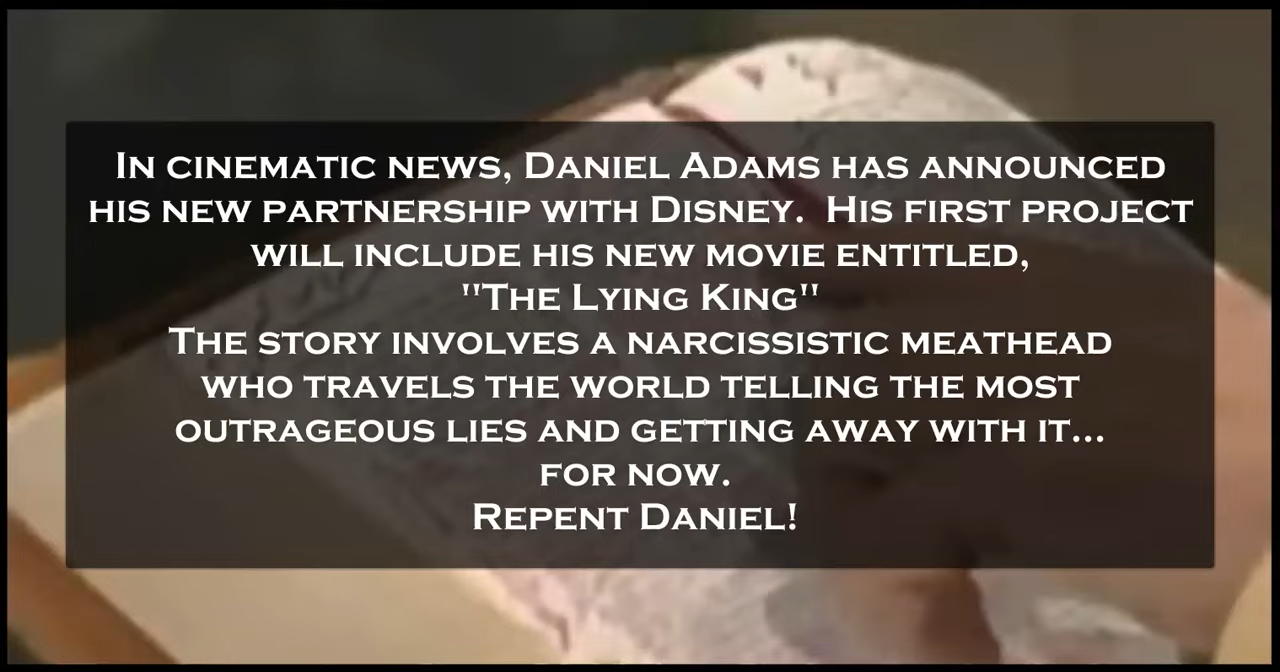 In cinematic news, Daniel Adams has announced
his new partnership with Disney.  His first project
will include his new movie entitled,
"The Lying King"
The story involves a narcissistic meathead
who travels the world telling the most
outrageous lies and getting away with it...
for now.
Repent Daniel!